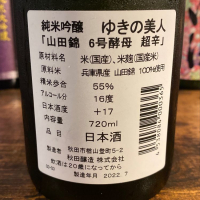 純米吟醸 ゆきの美人
「山田錦 6号酵母 超辛」
原材料名 米(国産)、米麹(国産米)
原料米 兵庫県産 山田錦 100%使用
精米歩合 55%
アルコール分 16度
日本酒度 +17
内容量 720ml
日本酒
秋田市楢山登町5-2
秋田醸造 株式会社
飲酒は20歳になってから
製造年月 2022.7